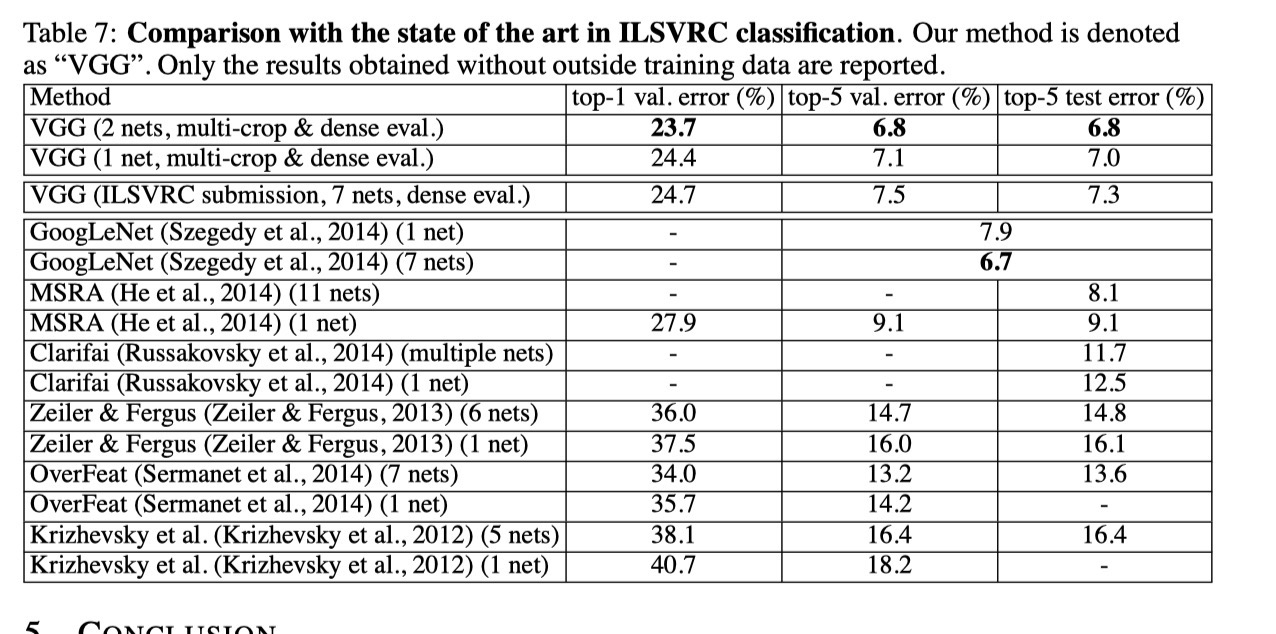 Table 7: Comparison with the state of the art in ILSVRC classification. Our method is denoted
as “VGG”. Only the results obtained without outside training data are reported.
Method top-1 val. error (%) top-5 val. error (%) top-5 test error (%)
VGG (2 nets, multi-crop & dense eval.) 23.7 6.8 6.8
VGG (1 net, multi-crop & dense eval.) 24.4 7.1 7.0
VGG (ILSVRC submission, 7 nets, dense eval.) 24.7 7.5 7.3
GoogLeNet (Szegedy et al., 2014) (1 net) - 7.9
GoogLeNet (Szegedy et al., 2014) (7 nets) - 6.7
MSRA (He et al., 2014) (11 nets) - - 8.1
MSRA (He et al., 2014) (1 net) 27.9 9.1 9.1
Clarifai (Russakovsky et al., 2014) (multiple nets) - - 11.7
Clarifai (Russakovsky et al., 2014) (1 net) - - 12.5
Zeiler & Fergus (Zeiler & Fergus, 2013) (6 nets) 36.0 14.7 14.8
Zeiler & Fergus (Zeiler & Fergus, 2013) (1 net) 37.5 16.0 16.1
OverFeat (Sermanet et al., 2014) (7 nets) 34.0 13.2 13.6
OverFeat (Sermanet et al., 2014) (1 net) 35.7 14.2 -
Krizhevsky et al. (Krizhevsky et al., 2012) (5 nets) 38.1 16.4 16.4
Krizhevsky et al. (Krizhevsky et al., 2012) (1 net) 40.7 18.2 -
5 CONCLUSION